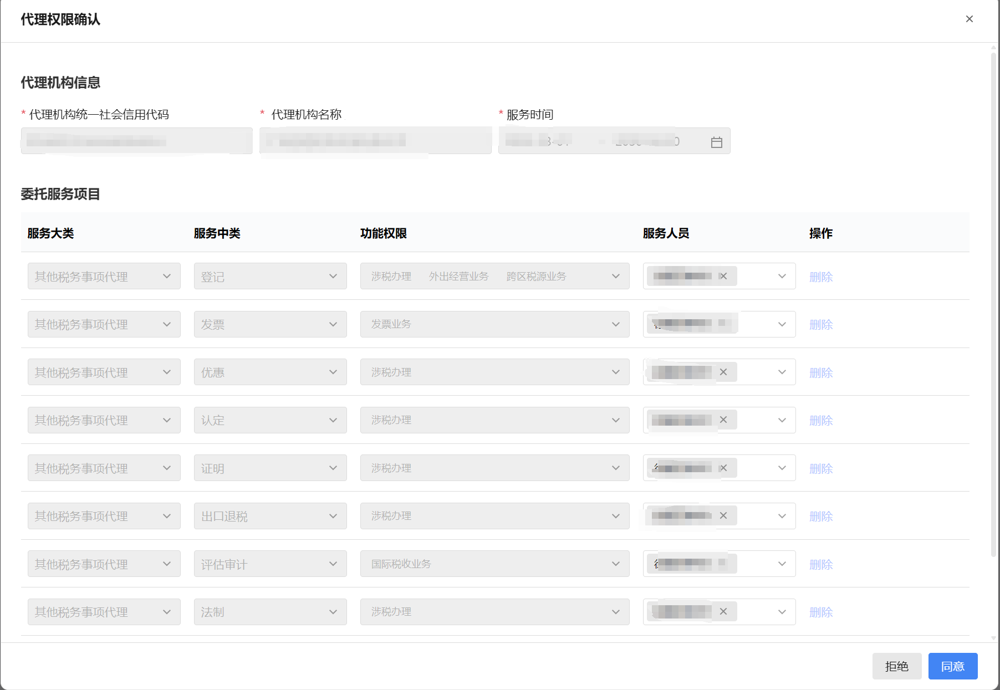 代理权限确认
代理机构信息
* 代理机构统一社会信用代码
* 代理机构名称
* 服务时间
委托服务项目
服务大类 服务中类 功能权限 服务人员 操作
其他税务事项代理 登记 涉税办理 外出经营业务 跨区税源业务 删除
其他税务事项代理 发票 发票业务 删除
其他税务事项代理 优惠 涉税办理 删除
其他税务事项代理 认定 涉税办理 删除
其他税务事项代理 证明 涉税办理 删除
其他税务事项代理 出口退税 涉税办理 删除
其他税务事项代理 评估审计 国际税收业务 删除
其他税务事项代理 法制 涉税办理 删除
拒绝 同意